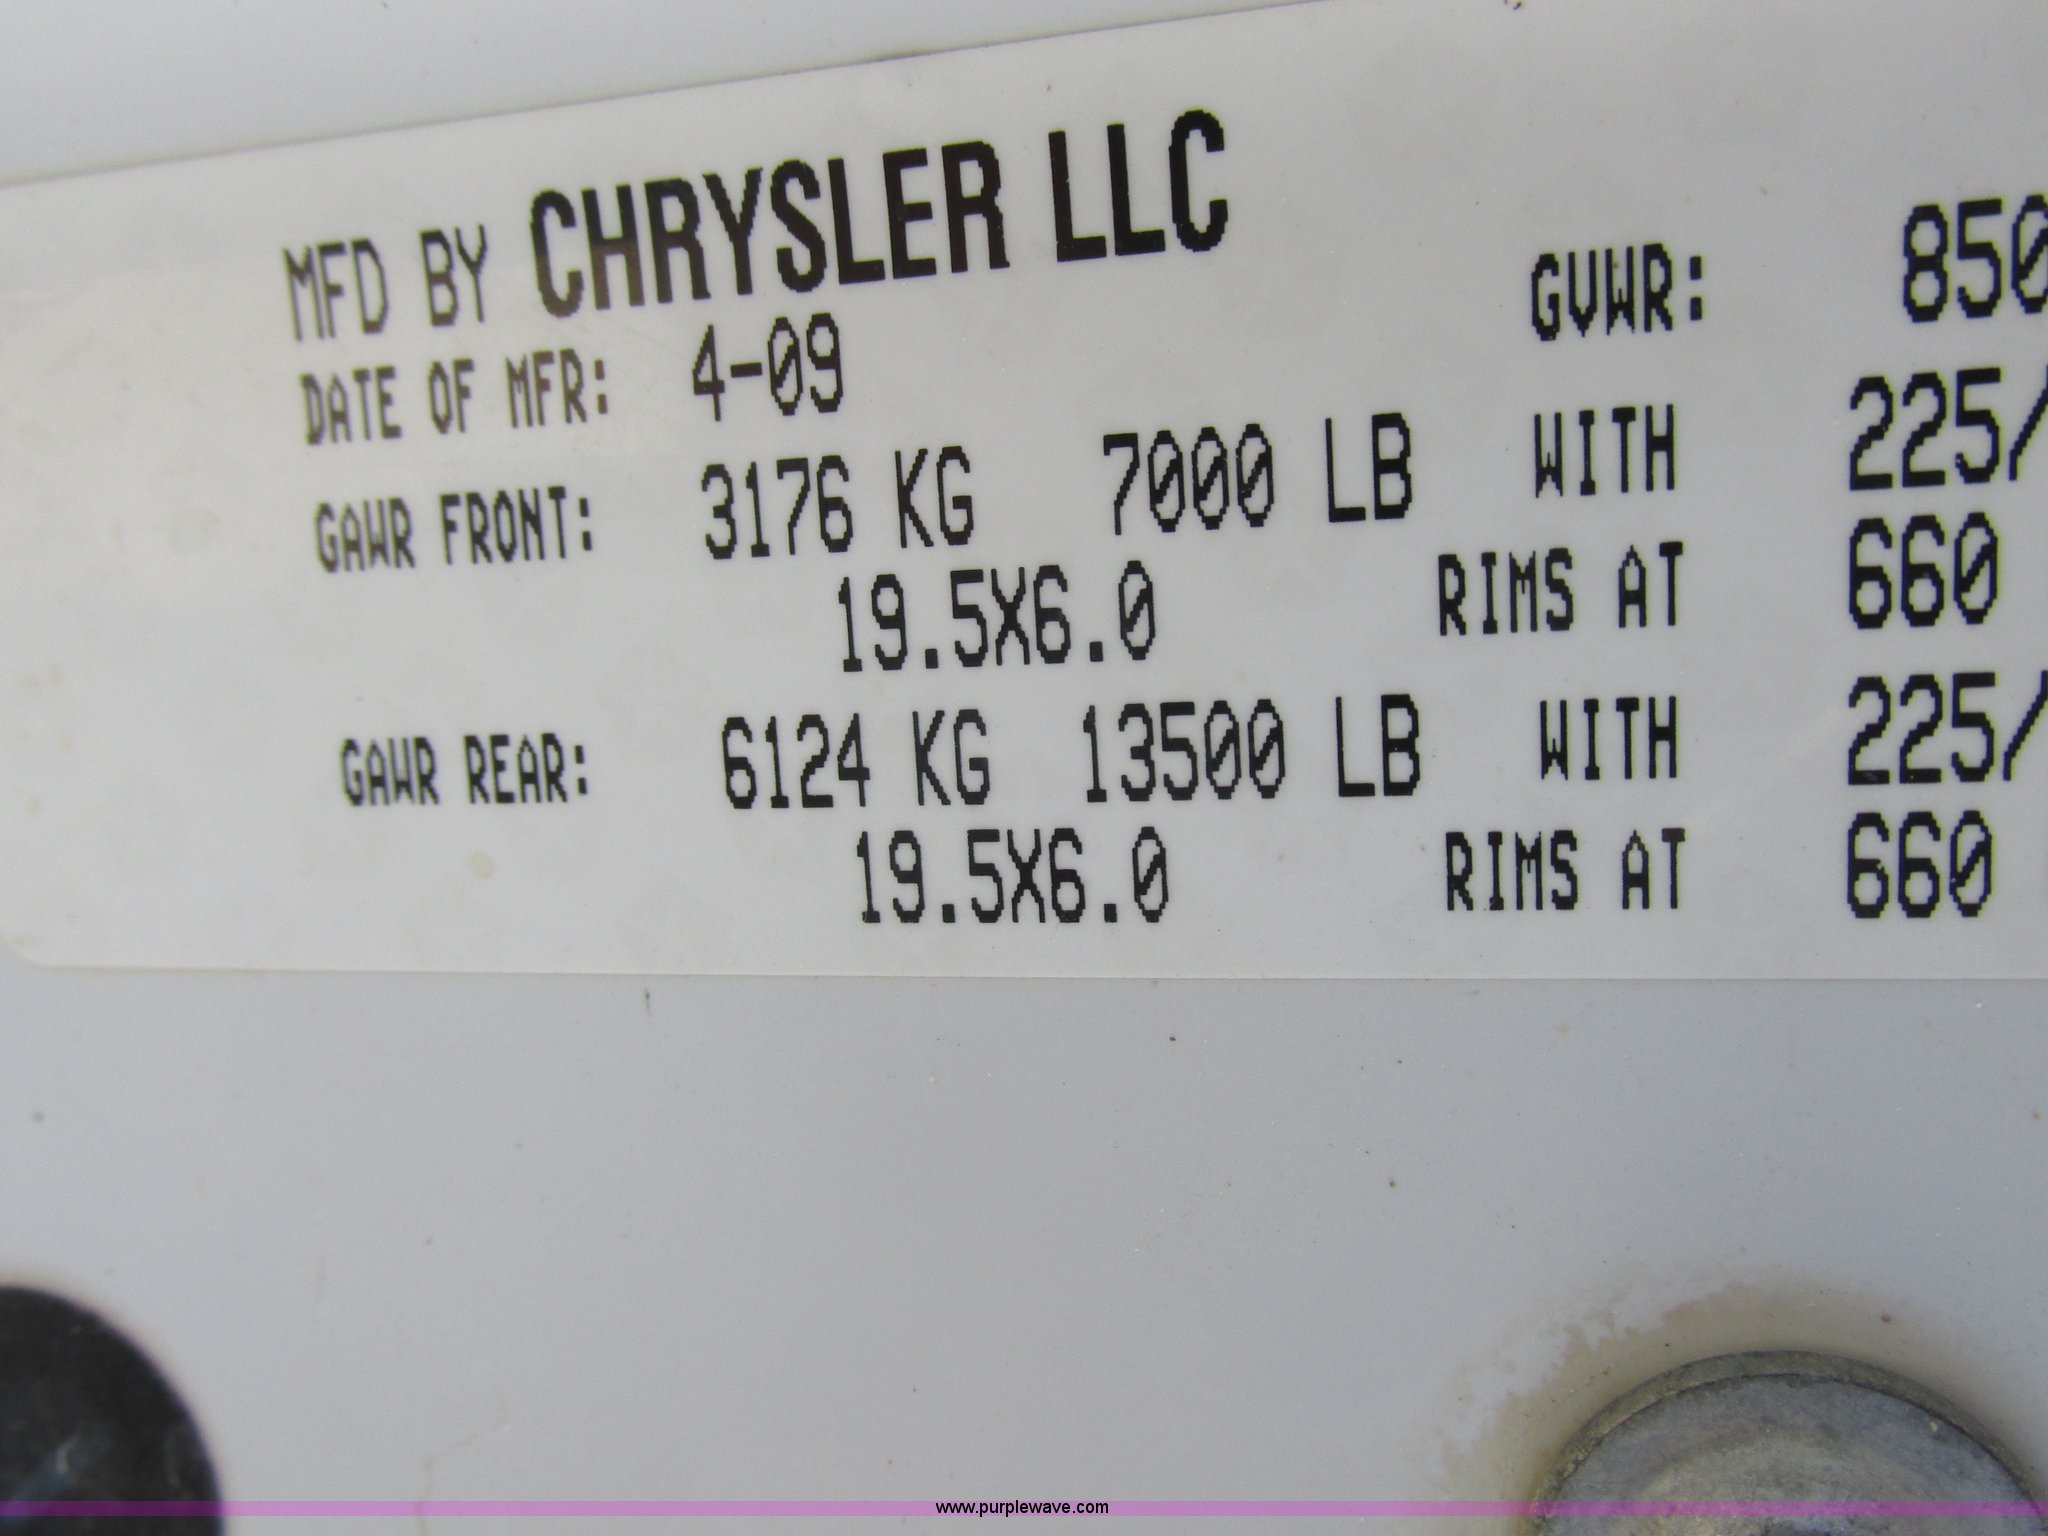 MFD BY CHRYSLER LLC
DATE OF MFR: 4-09 GVWR: 850
GAWR FRONT: 3176 KG 7000 LB WITH 225/
19.5X6.0 RIMS AT 660
GAWR REAR: 6124 KG 13500 LB WITH 225/
19.5X6.0 RIMS AT 660
www.purplewave.com